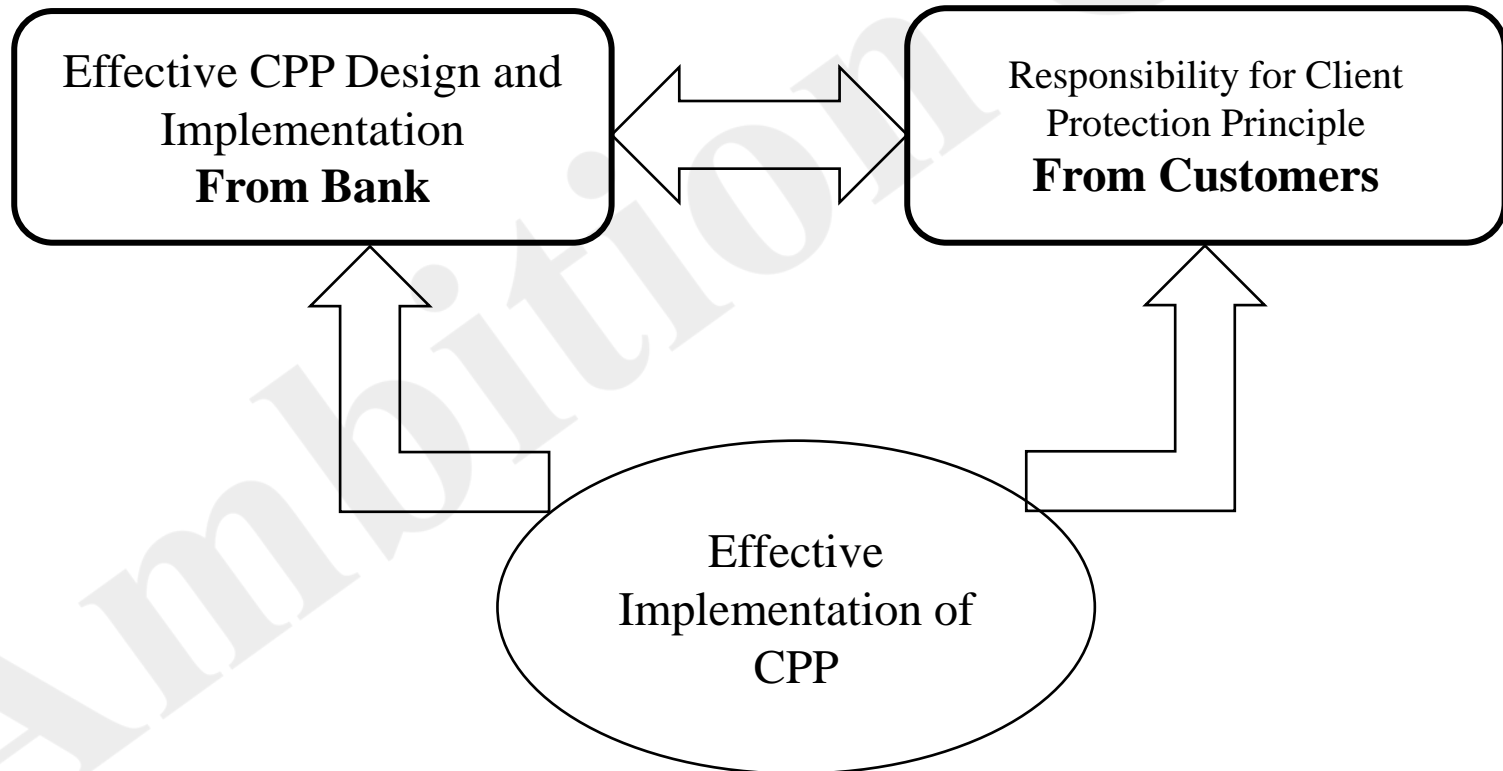 Effective CPP Design and
Implementation
From Bank
Responsibility for Client
Protection Principle
From Customers
Effective
Implementation of
CPP
Ambition